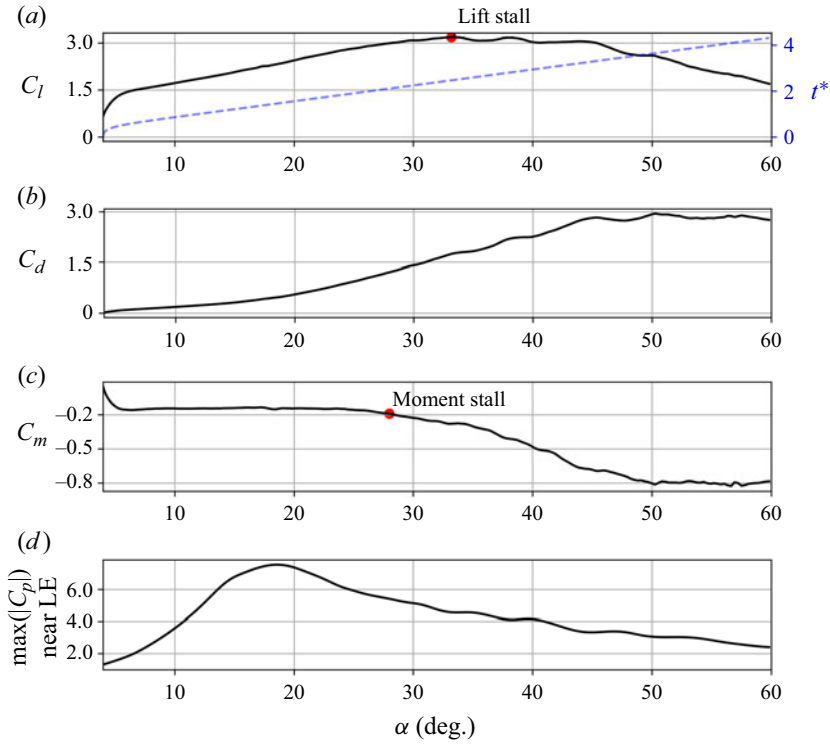 (a)
Lift stall
3.0
1.5
0
C_l
4
2
0
t*
10 20 30 40 50 60
(b)
3.0
1.5
0
C_d
10 20 30 40 50 60
(c)
Moment stall
–0.2
–0.5
–0.8
C_m
10 20 30 40 50 60
(d)
6.0
4.0
2.0
max(|C_p|)
near LE
10 20 30 40 50 60
α (deg.)